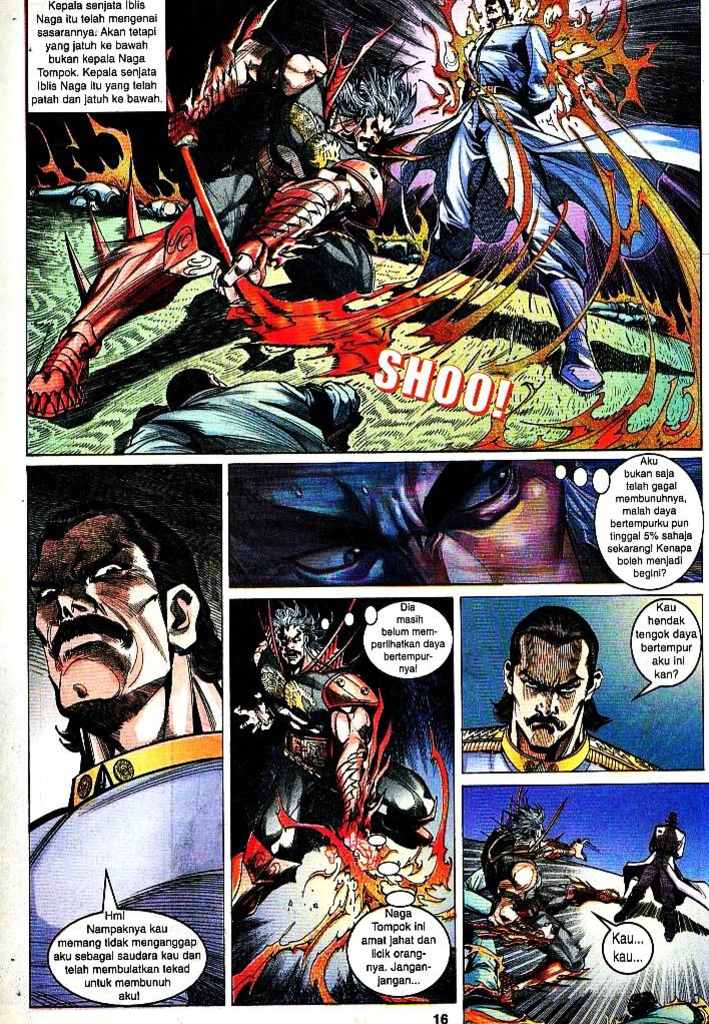 Kepala senjata Iblis
Naga itu telah mengenai
sasarannya. Akan tetapi
yang jatuh ke bawah
bukan kepala Naga
Tompok. Kepala senjata
Iblis Naga itu yang telah
patah dan jatuh ke bawah.
SHOO!
Aku
bukan saja
telah gagal
membunuhnya,
malah daya
bertempurku pun
tinggal 5% sahaja
sekarang! Kenapa
boleh menjadi
begini?
Hm!
Nampaknya kau
memang tidak menganggap
aku sebagai saudara kau dan
telah membulatkan tekad
untuk membunuh
aku!
Dia
masih
belum mem-
perlihatkan daya
bertempur-
nya!
Naga
Tompok ini
amat jahat dan
licik orang-
nya. Jangan-
jangan...
Kau
hendak
tengok daya
bertempur
aku ini
kan?
Kau...
kau...
16